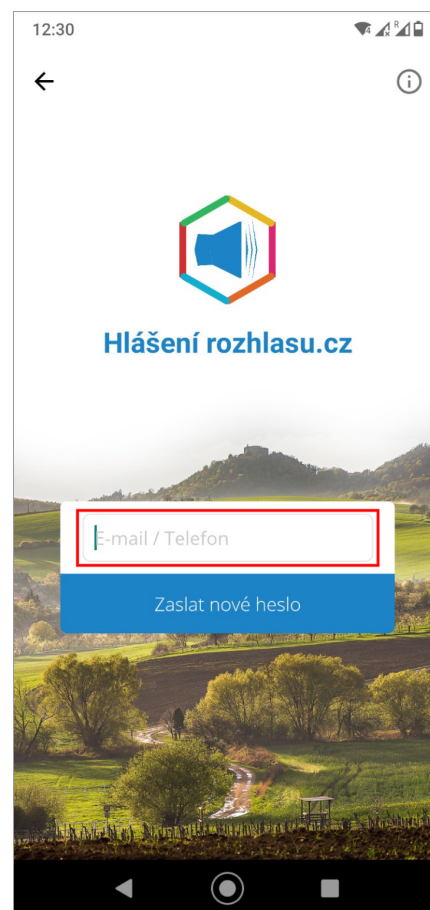 12:30
R
Hlášení rozhlasu.cz
E-mail / Telefon
Zaslat nové heslo